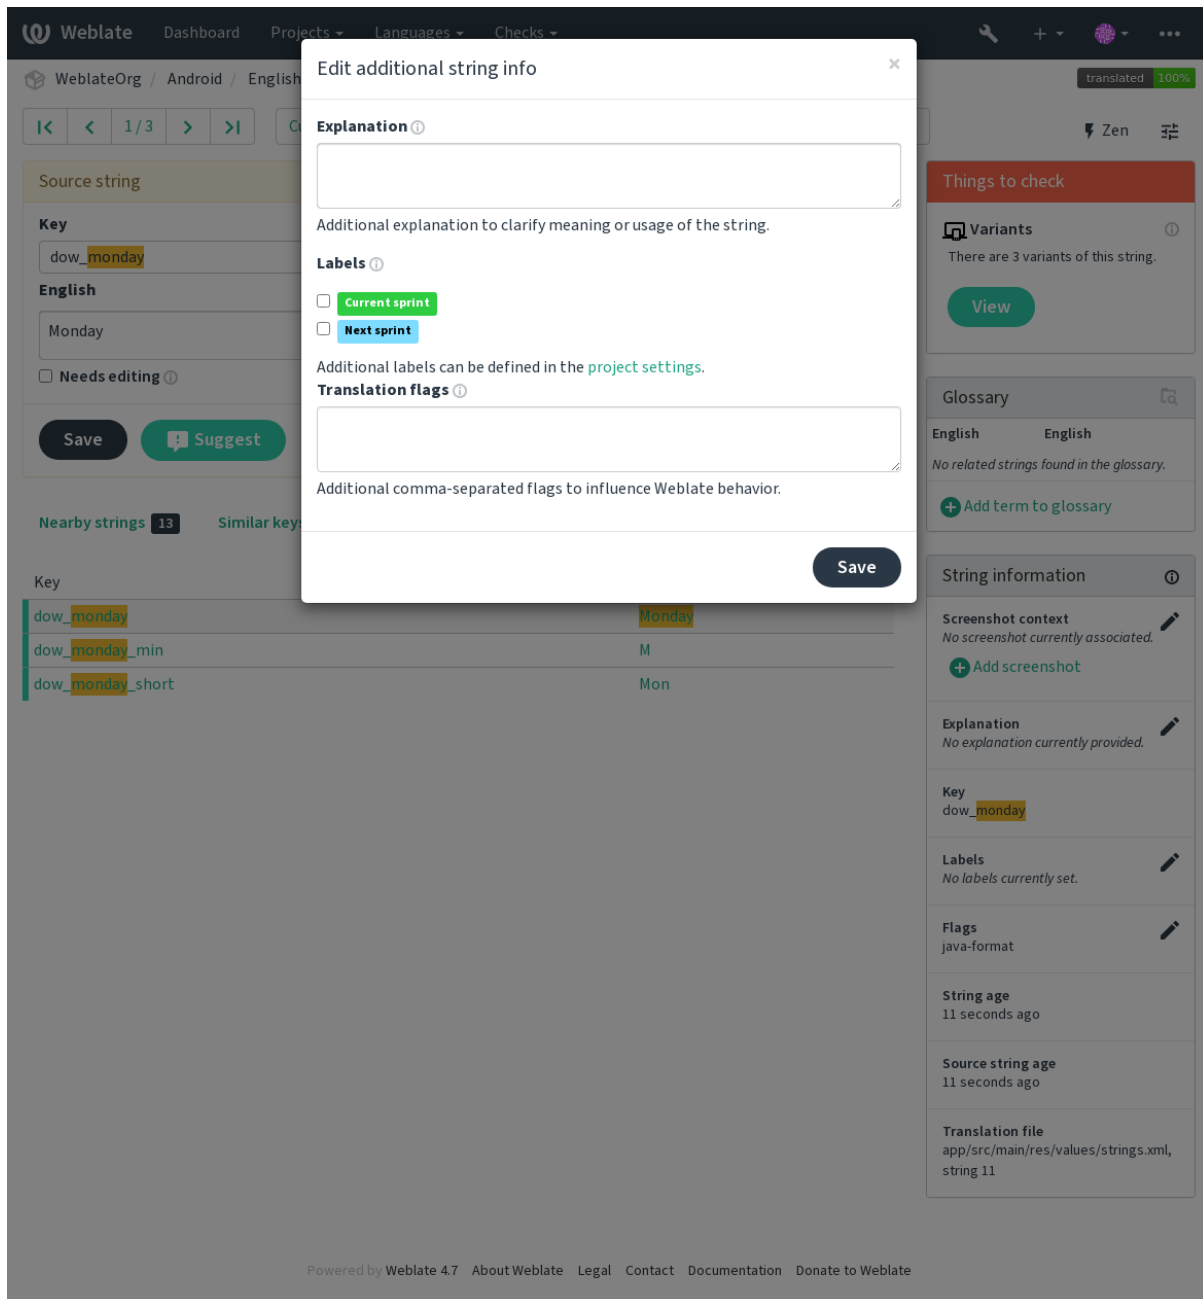 Weblate Dashboard Projects Languages Checks
WeblateOrg / Android / English
translated 100%
1 / 3
Zen
Edit additional string info
×
Explanation
Additional explanation to clarify meaning or usage of the string.
Labels
Current sprint
Next sprint
Additional labels can be defined in the project settings.
Translation flags
Additional comma-separated flags to influence Weblate behavior.
Save
Source string
Key
dow_monday
English
Monday
Needs editing
Save Suggest
Nearby strings 13 Similar keys
Key
dow_monday Monday
dow_monday_min M
dow_monday_short Mon
Things to check
Variants
There are 3 variants of this string.
View
Glossary
English English
No related strings found in the glossary.
Add term to glossary
String information
Screenshot context
No screenshot currently associated.
Add screenshot
Explanation
No explanation currently provided.
Key
dow_monday
Labels
No labels currently set.
Flags
java-format
String age
11 seconds ago
Source string age
11 seconds ago
Translation file
app/src/main/res/values/strings.xml,
string 11
Powered by Weblate 4.7 About Weblate Legal Contact Documentation Donate to Weblate